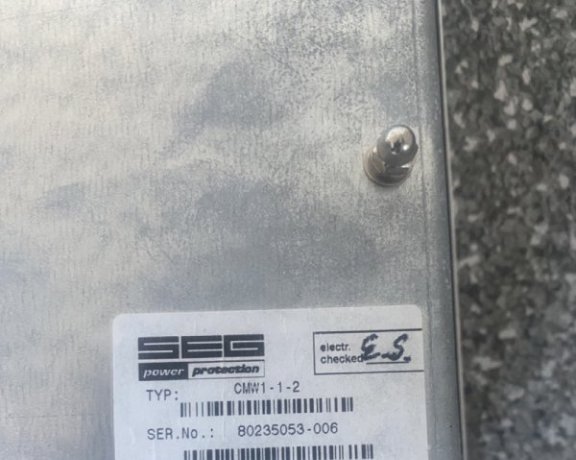 SEG
power protection
electr.
checked E.S.
TYP: CMW1-1-2
SER.No.: 80235053-006